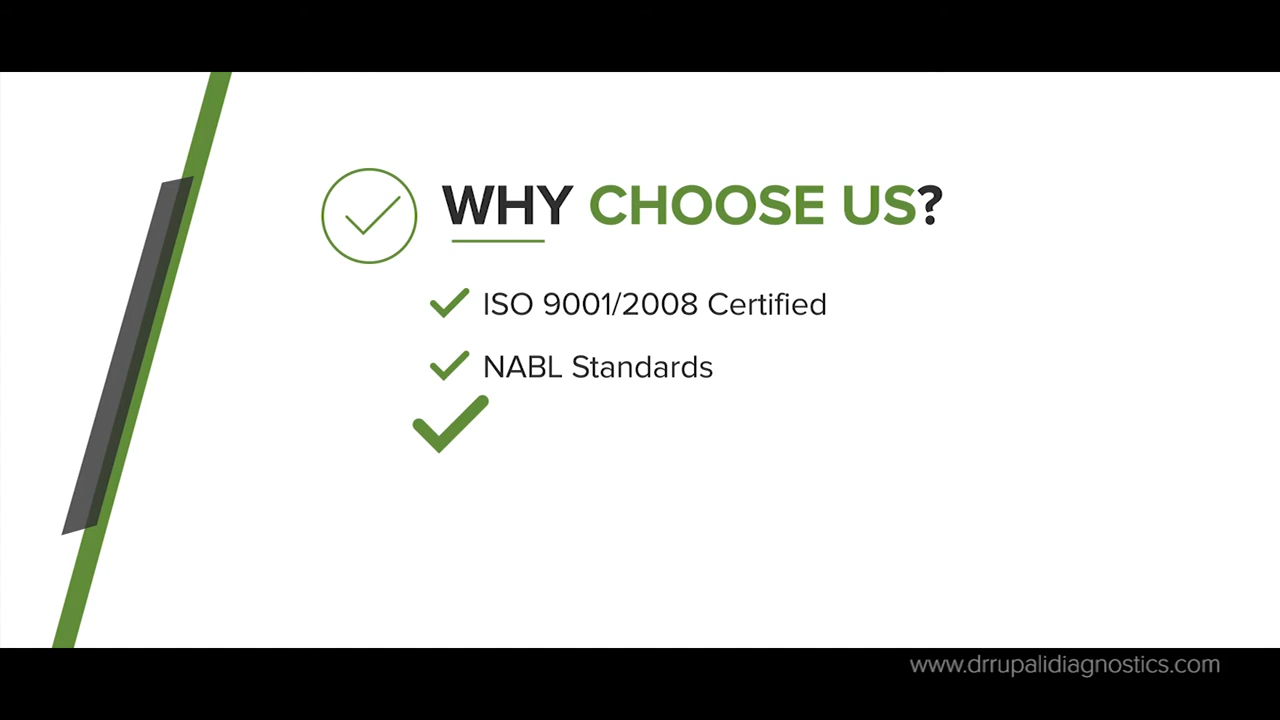 WHY CHOOSE US?
ISO 9001/2008 Certified
NABL Standards
www.drrupalidiagnostics.com